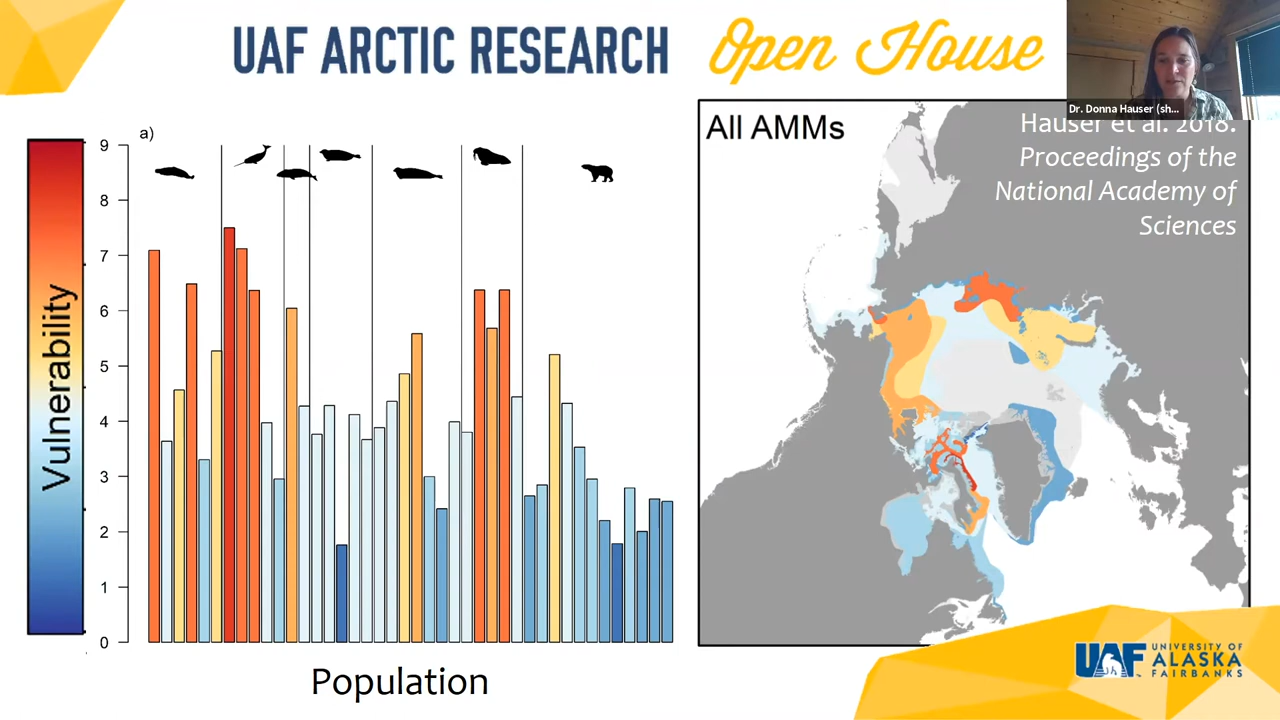 UAF ARCTIC RESEARCH Open House
Dr. Donna Hauser (sh...
a)
9
8
7
6
5
4
3
2
1
0
Vulnerability
Population
All AMMs
Hauser et al. 2018.
Proceedings of the
National Academy of
Sciences
UAF UNIVERSITY OF
ALASKA
FAIRBANKS